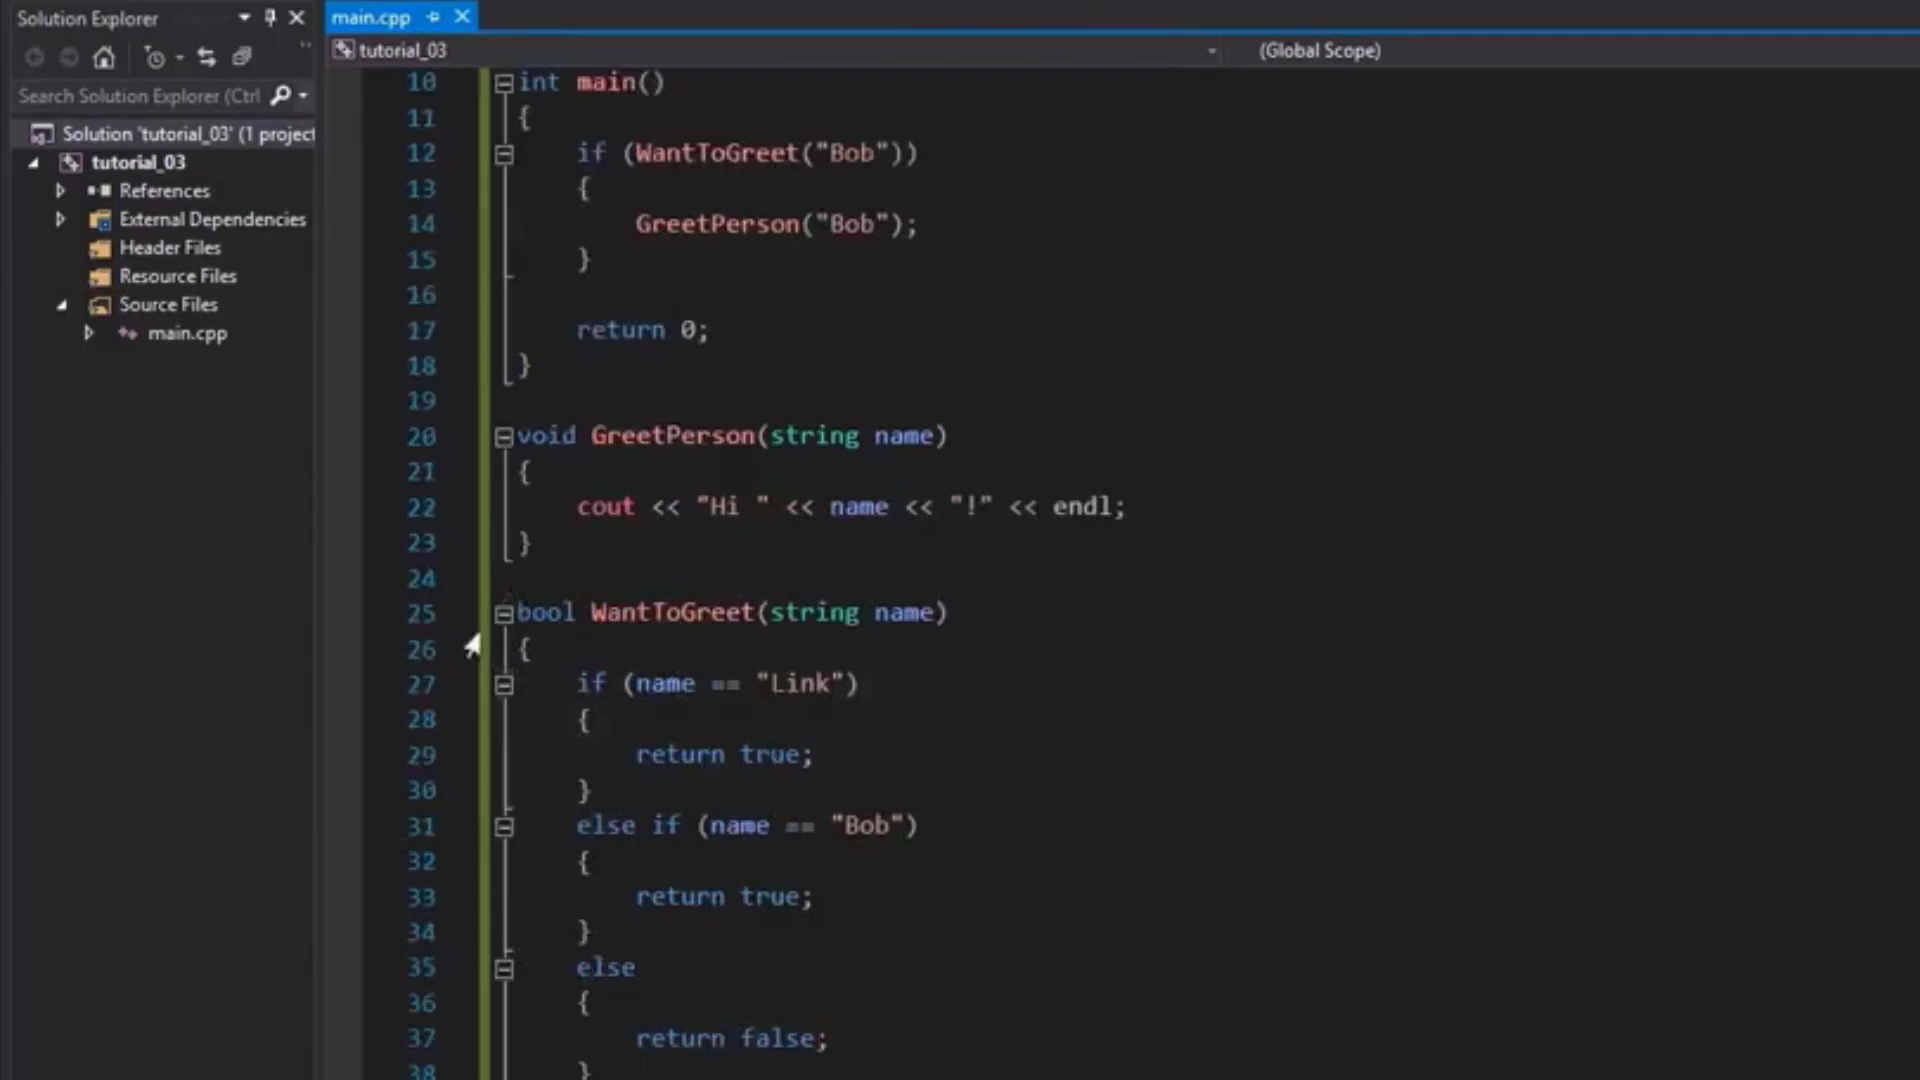 Solution Explorer
Search Solution Explorer (Ctrl
Solution 'tutorial_03' (1 project
tutorial_03
References
External Dependencies
Header Files
Resource Files
Source Files
main.cpp
main.cpp
tutorial_03
(Global Scope)
10 int main()
11 {
12 if (WantToGreet("Bob"))
13 {
14 GreetPerson("Bob");
15 }
16
17 return 0;
18 }
19
20 void GreetPerson(string name)
21 {
22 cout << "Hi " << name << "!" << endl;
23 }
24
25 bool WantToGreet(string name)
26 {
27 if (name == "Link")
28 {
29 return true;
30 }
31 else if (name == "Bob")
32 {
33 return true;
34 }
35 else
36 {
37 return false;
38 }